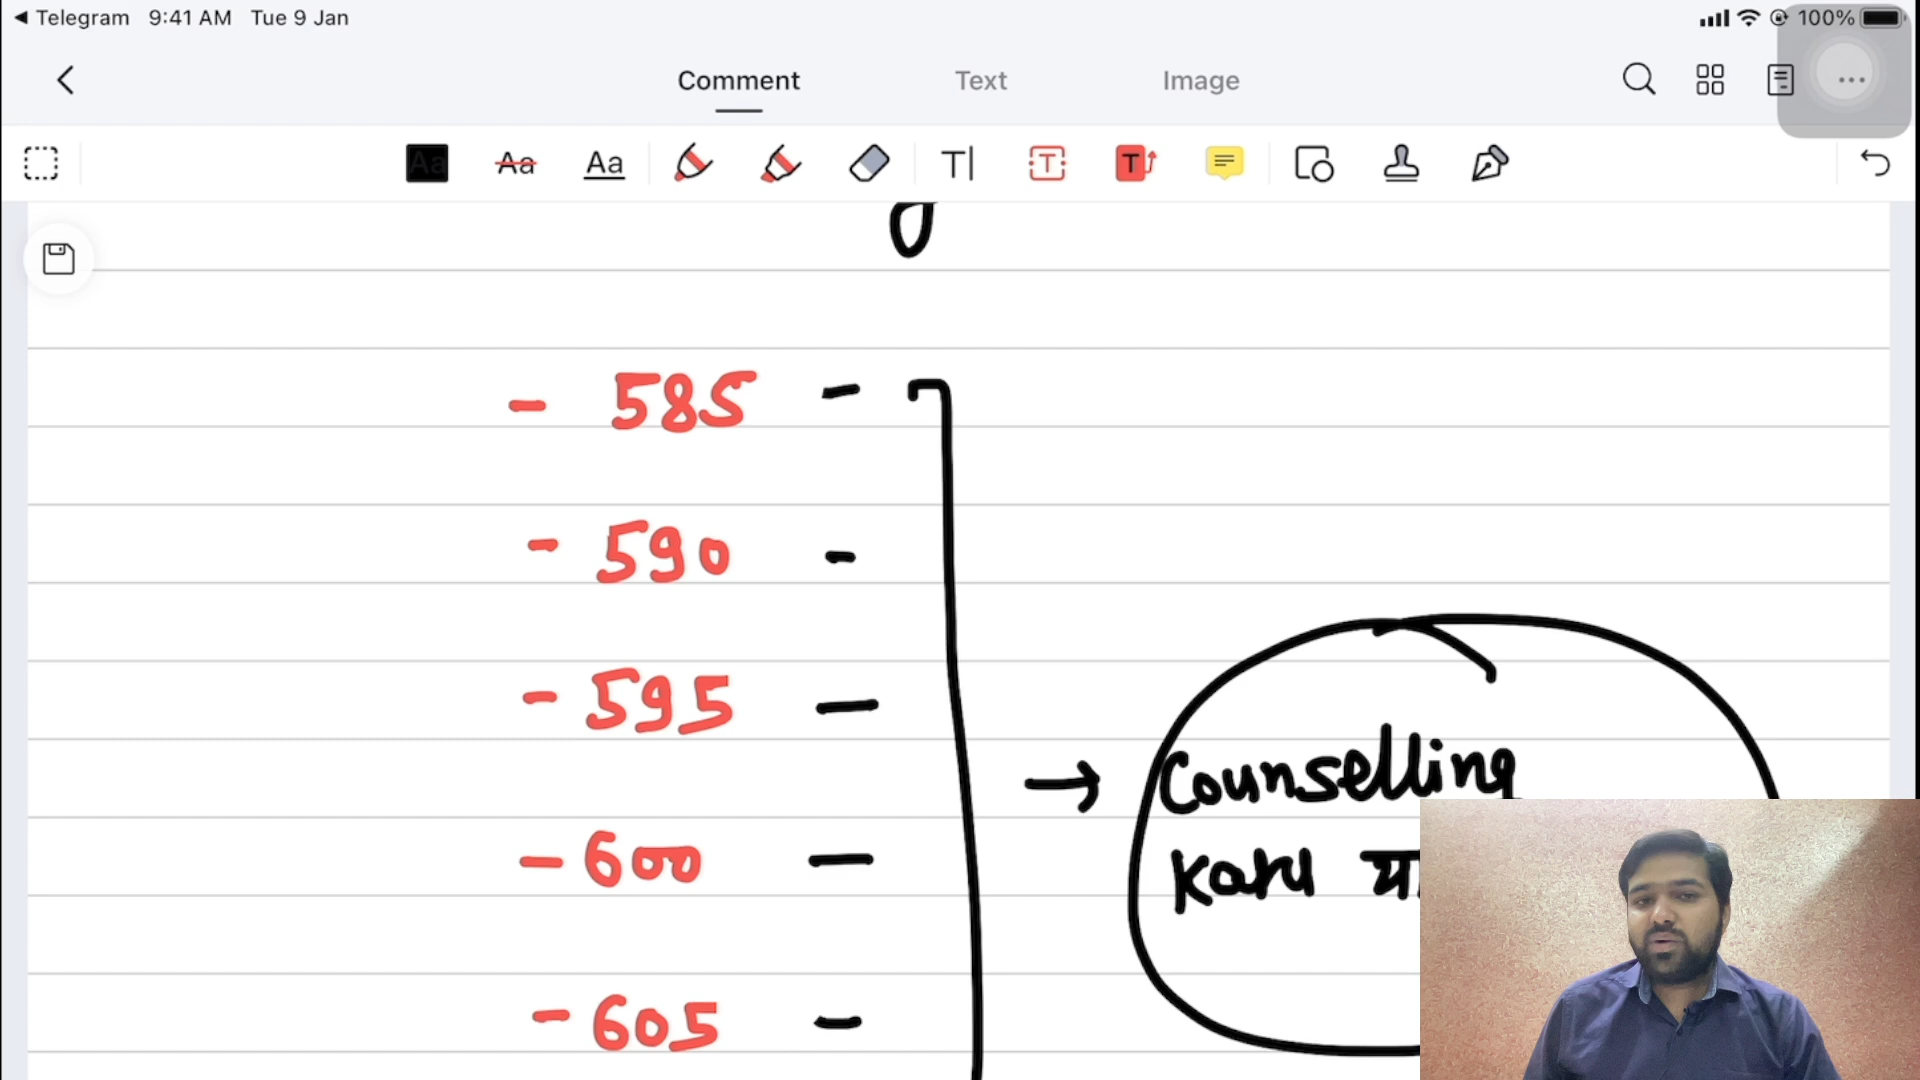 Telegram 9:41 AM Tue 9 Jan 100%
Comment Text Image
Aa Aa Aa T T T
- 585 -
- 590 -
- 595 -
→ Counselling
- 600 -
- 605 -